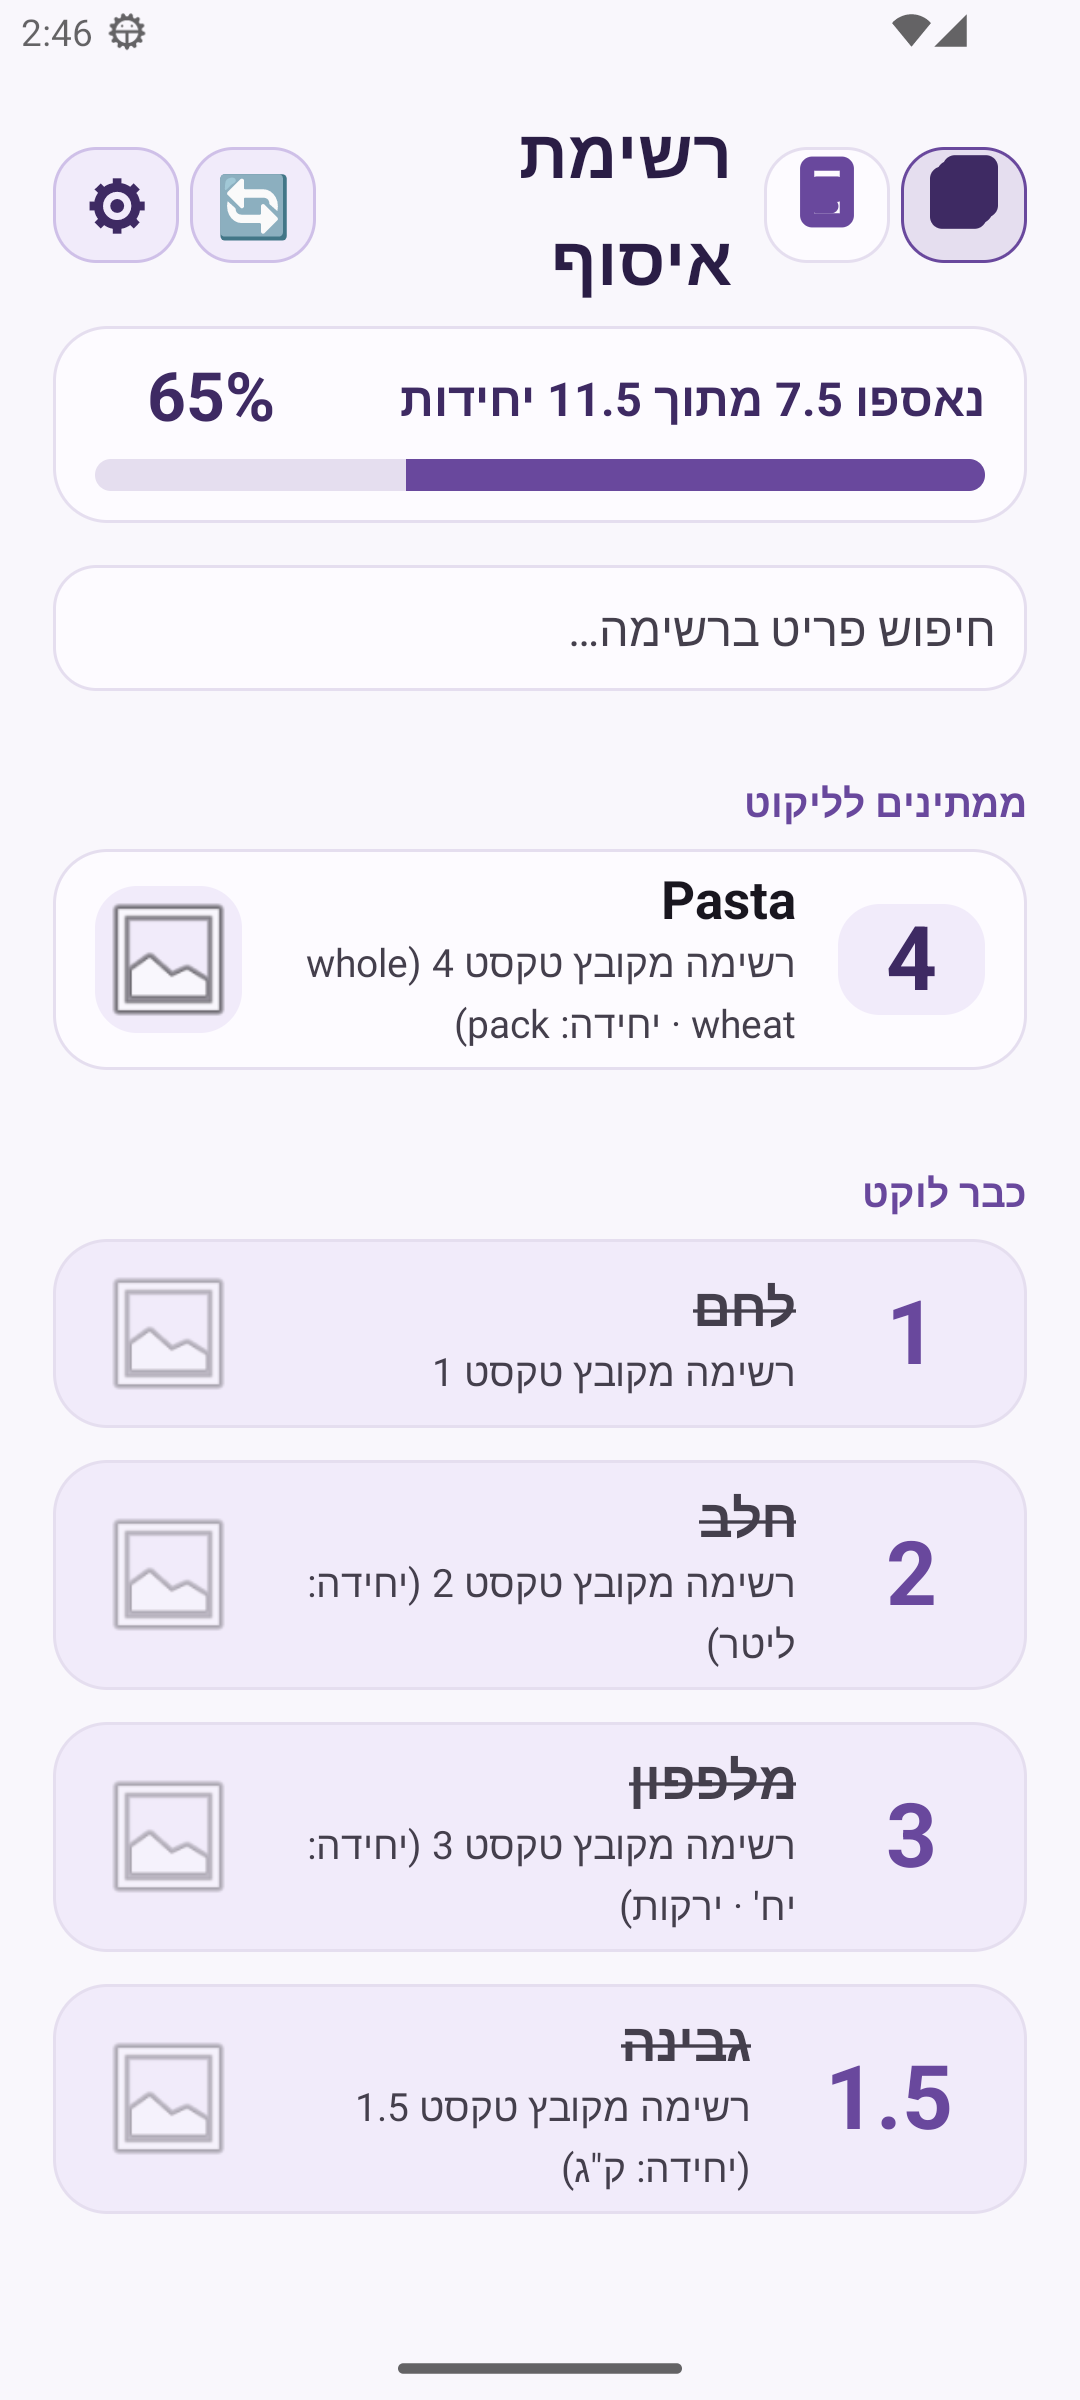 2:46
רשימת
איסוף
נאספו 7.5 מתוך 11.5 יחידות
65%
חיפוש פריט ברשימה...
ממתינים לליקוט
4
Pasta
רשימה מקובץ טקסט 4 (whole
wheat · יחידה: pack)
כבר לוקט
1
לחם
רשימה מקובץ טקסט 1
2
חלב
רשימה מקובץ טקסט 2 (יחידה:
ליטר)
3
מלפפון
רשימה מקובץ טקסט 3 (יחידה:
יח' · ירקות)
1.5
גבינה
רשימה מקובץ טקסט 1.5
(יחידה: ק"ג)